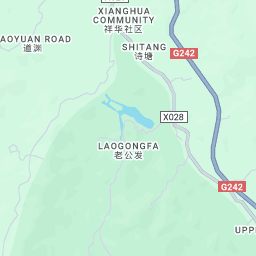 XIANGHUA
COMMUNITY
祥华社区
AOYUAN ROAD
道渊
SHITANG
诗塘
G242
X028
LAOGONGFA
老公发
G242
UPP